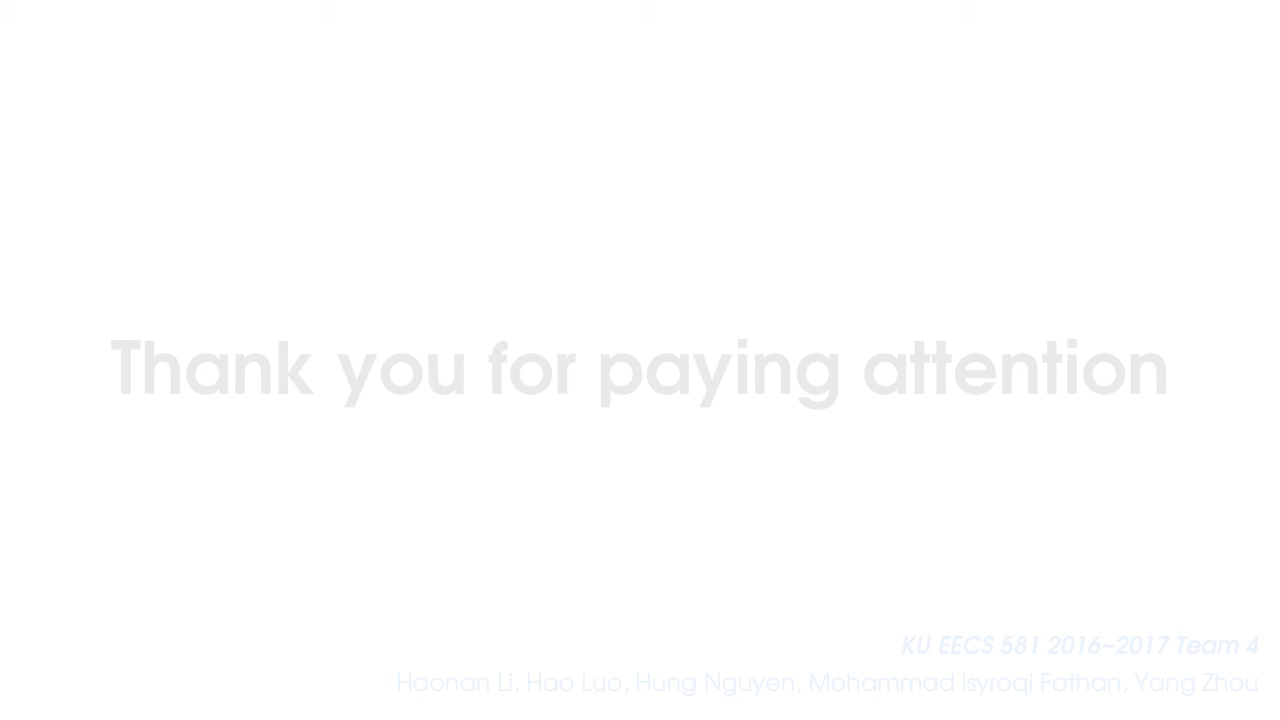 Thank you for paying attention
KU EECS 581 2016~2017 Team 4
Haonan Li, Hao Luo, Hung Nguyen, Mohammad Isyroqi Fathan, Yang Zhou